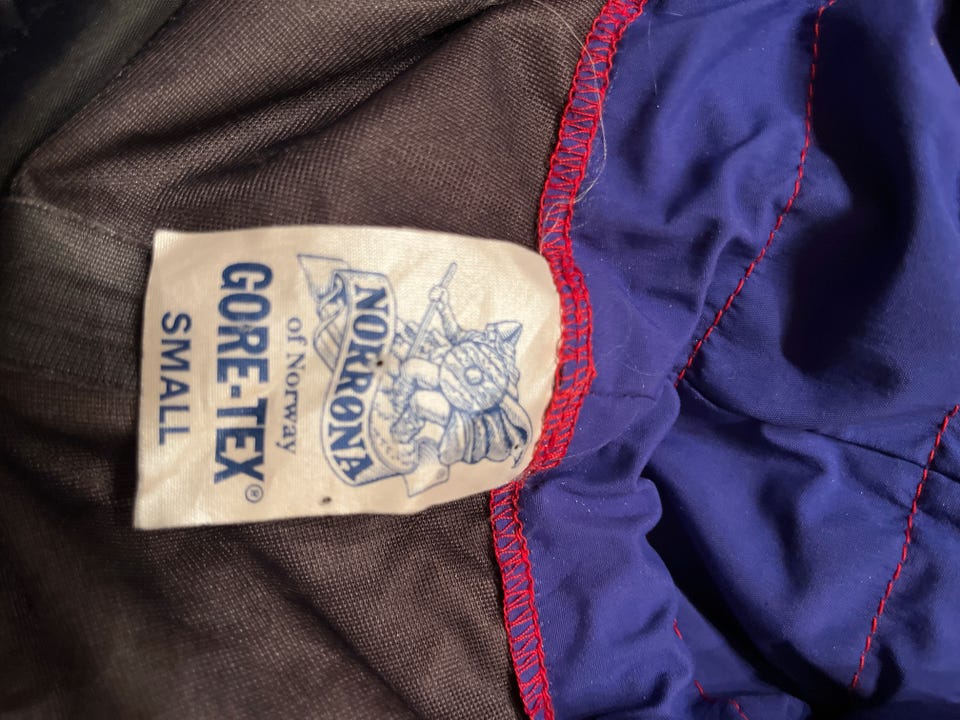 NORRØNA
of Norway
GORE-TEX®
SMALL